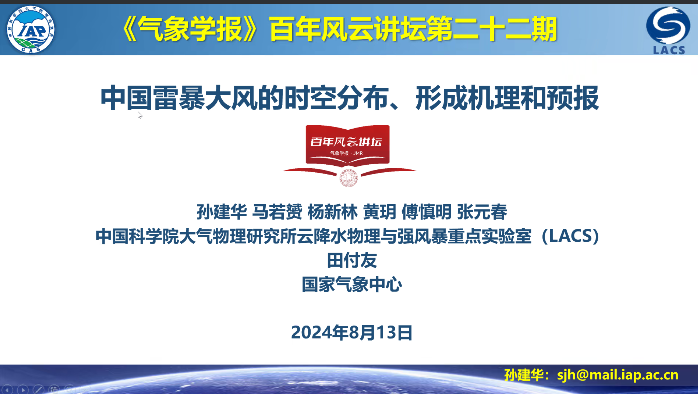 IAP
《气象学报》百年风云讲坛第二十二期
LACS
中国雷暴大风的时空分布、形成机理和预报
百年风云讲坛
孙建华 马若赟 杨新林 黄玥 傅慎明 张元春
中国科学院大气物理研究所云降水物理与强风暴重点实验室（LACS）
田付友
国家气象中心
2024年8月13日
孙建华：sjh@mail.iap.ac.cn